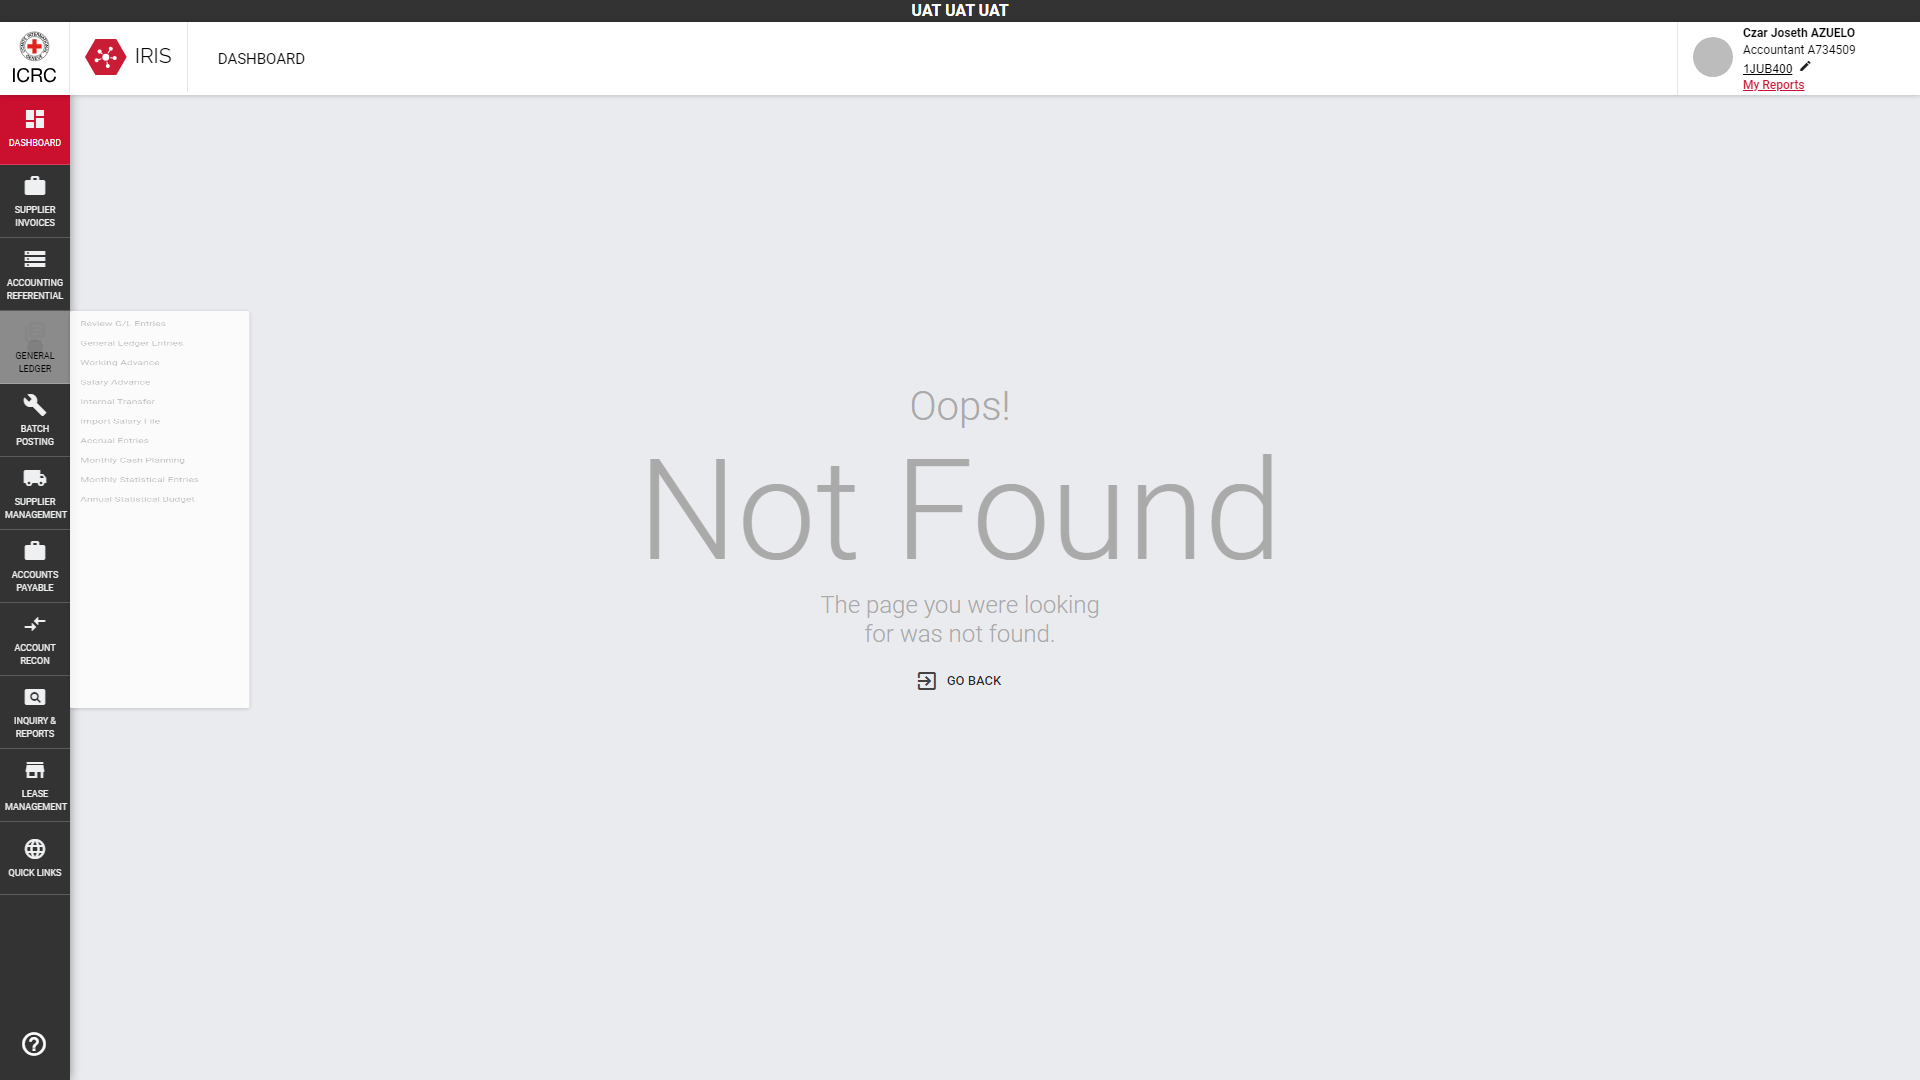 UAT UAT UAT
ICRC
IRIS
DASHBOARD
Czar Joseth AZUELO
Accountant A734509
1JUB400
My Reports
DASHBOARD
SUPPLIER
INVOICES
ACCOUNTING
REFERENTIAL
GENERAL
LEDGER
Review G/L Entries
General Ledger Entries
Working Advance
Salary Advance
Internal Transfer
Import Salary File
Accrual Entries
Monthly Cash Planning
Monthly Statistical Entries
Annual Statistical Budget
BATCH
POSTING
SUPPLIER
MANAGEMENT
ACCOUNTS
PAYABLE
ACCOUNT
RECON
INQUIRY &
REPORTS
LEASE
MANAGEMENT
QUICK LINKS
Oops!
Not Found
The page you were looking
for was not found.
GO BACK